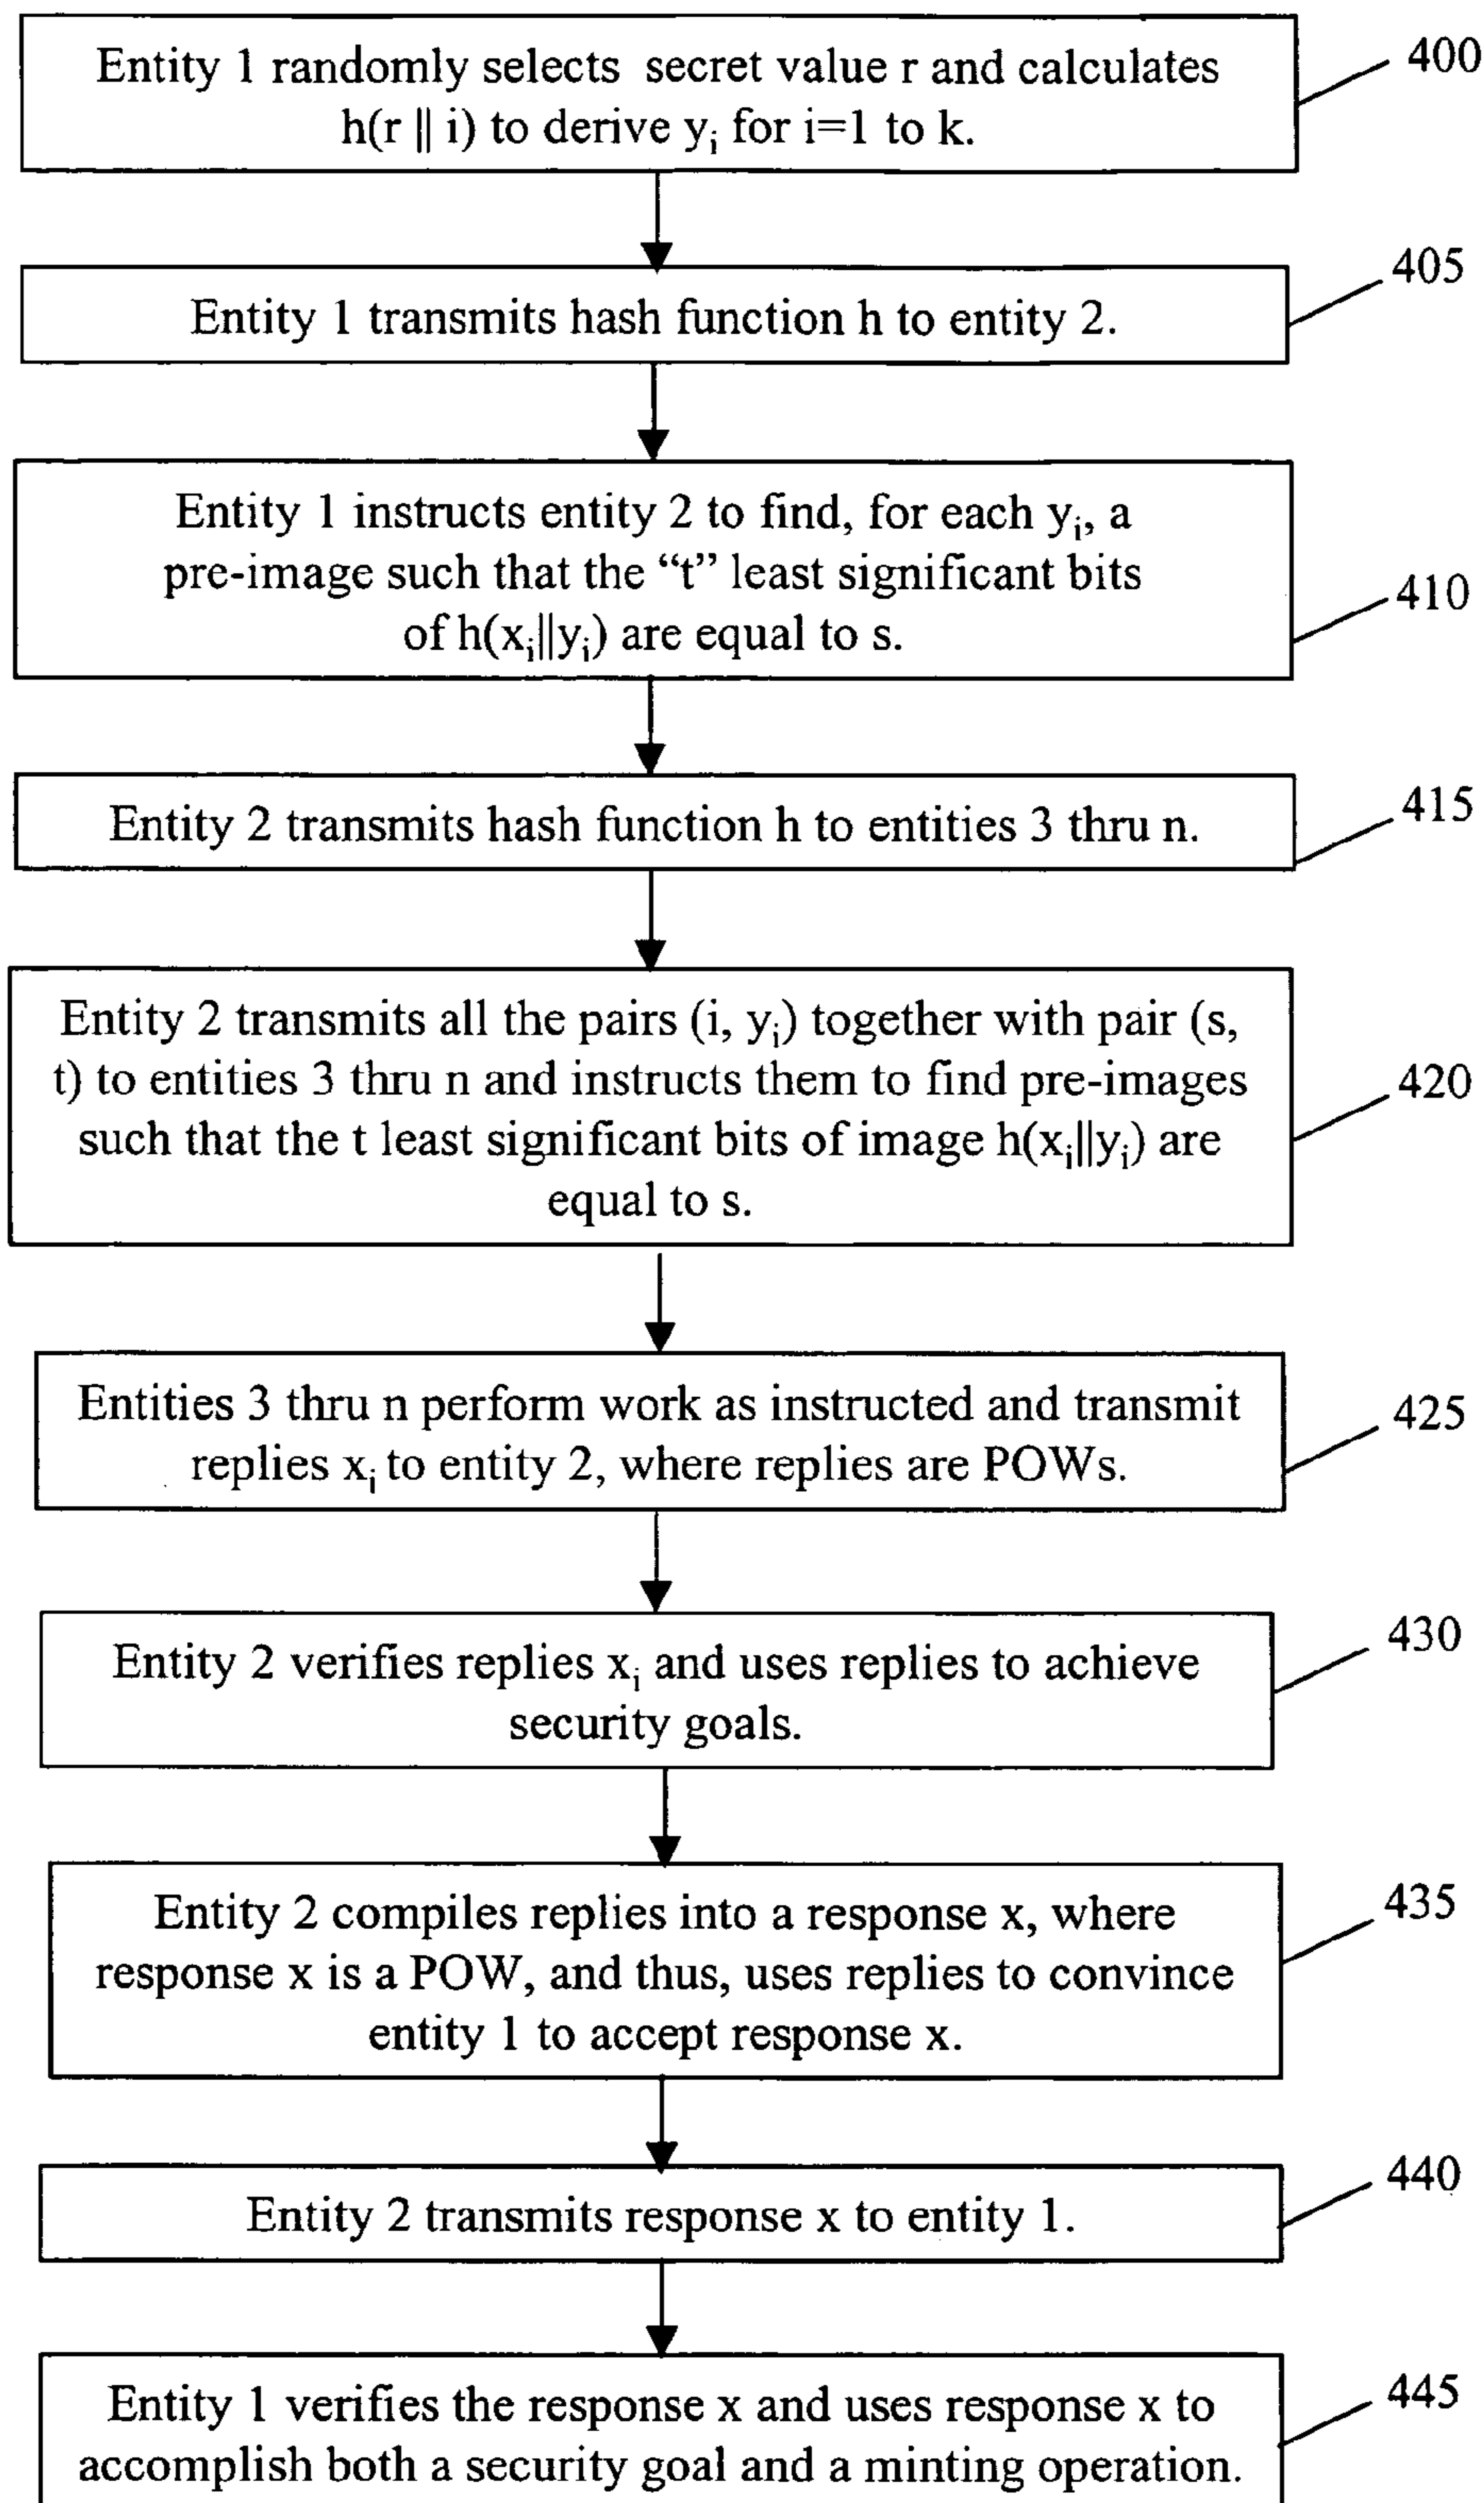 Entity 1 randomly selects secret value r and calculates
h(r || i) to derive yᵢ for i=1 to k.
400
Entity 1 transmits hash function h to entity 2.
405
Entity 1 instructs entity 2 to find, for each yᵢ, a
pre-image such that the “t” least significant bits
of h(xᵢ||yᵢ) are equal to s.
410
Entity 2 transmits hash function h to entities 3 thru n.
415
Entity 2 transmits all the pairs (i, yᵢ) together with pair (s,
t) to entities 3 thru n and instructs them to find pre-images
such that the t least significant bits of image h(xᵢ||yᵢ) are
equal to s.
420
Entities 3 thru n perform work as instructed and transmit
replies xᵢ to entity 2, where replies are POWs.
425
Entity 2 verifies replies xᵢ and uses replies to achieve
security goals.
430
Entity 2 compiles replies into a response x, where
response x is a POW, and thus, uses replies to convince
entity 1 to accept response x.
435
Entity 2 transmits response x to entity 1.
440
Entity 1 verifies the response x and uses response x to
accomplish both a security goal and a minting operation.
445